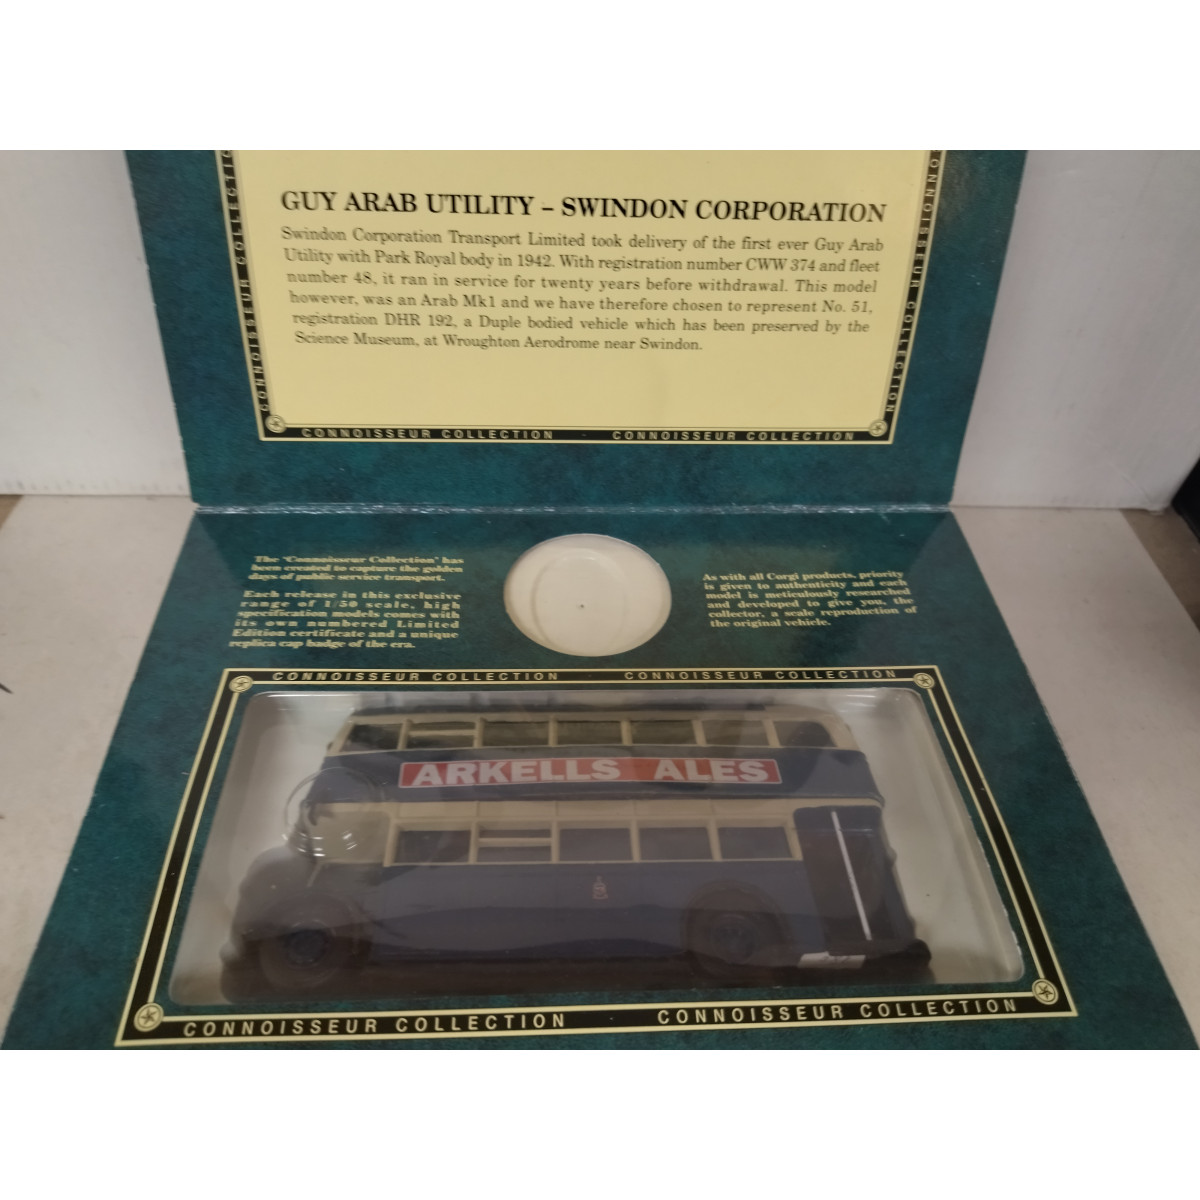 GUY ARAB UTILITY – SWINDON CORPORATION
Swindon Corporation Transport Limited took delivery of the first ever Guy Arab
Utility with Park Royal body in 1942. With registration number CWW 374 and fleet
number 48, it ran in service for twenty years before withdrawal. This model
however, was an Arab Mk1 and we have therefore chosen to represent No. 51,
registration DHR 192, a Duple bodied vehicle which has been preserved by the
Science Museum, at Wroughton Aerodrome near Swindon.
CONNOISSEUR COLLECTION
CONNOISSEUR COLLECTION
CONNOISSEUR COLLECTION - CONNOISSEUR COLLECTION
The 'Connoisseur Collection' has
been created to capture the golden
days of public service transport.
Each release in this exclusive
range of 1/50 scale, high
specification models comes with
its own numbered Limited
Edition certificate and a unique
replica cap badge of the era.
As with all Corgi products, priority
is given to authenticity and each
model is meticulously researched
and developed to give you, the
collector, a scale reproduction of
the original vehicle.
CONNOISSEUR COLLECTION CONNOISSEUR COLLECTION
ARKELLS ALES
CONNOISSEUR COLLECTION CONNOISSEUR COLLECTION